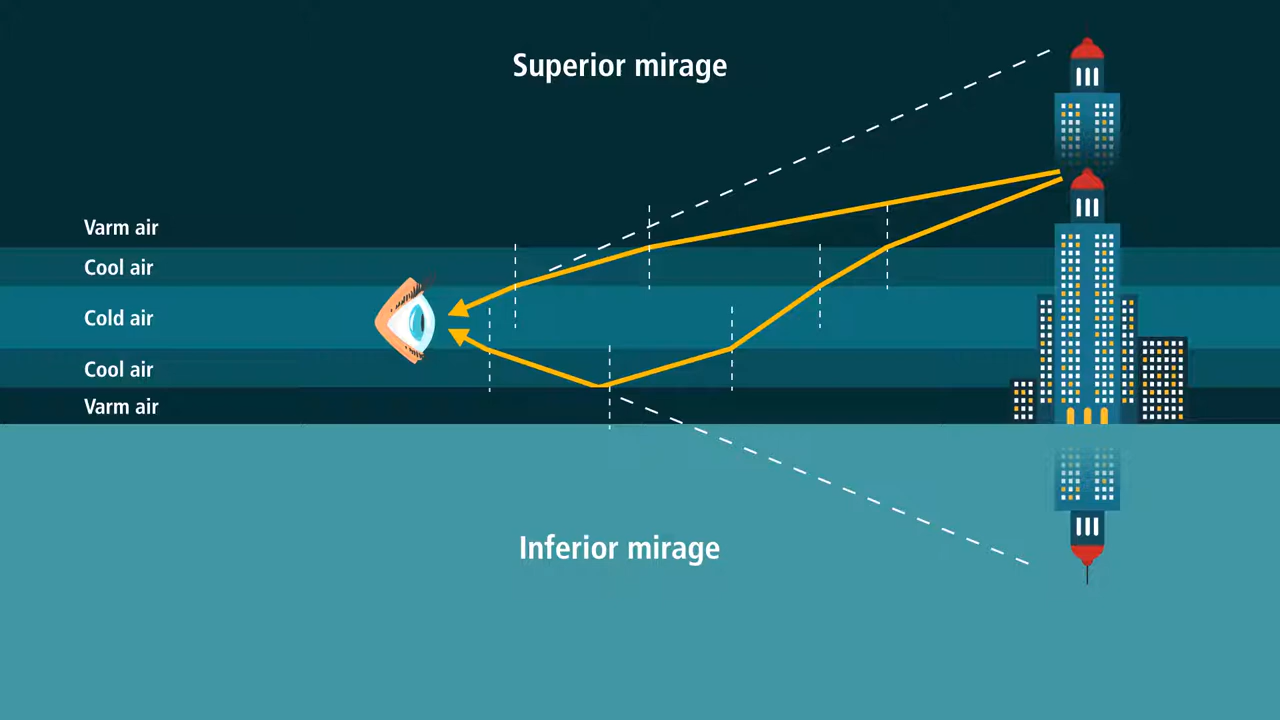 Superior mirage
Varm air
Cool air
Cold air
Cool air
Varm air
Inferior mirage